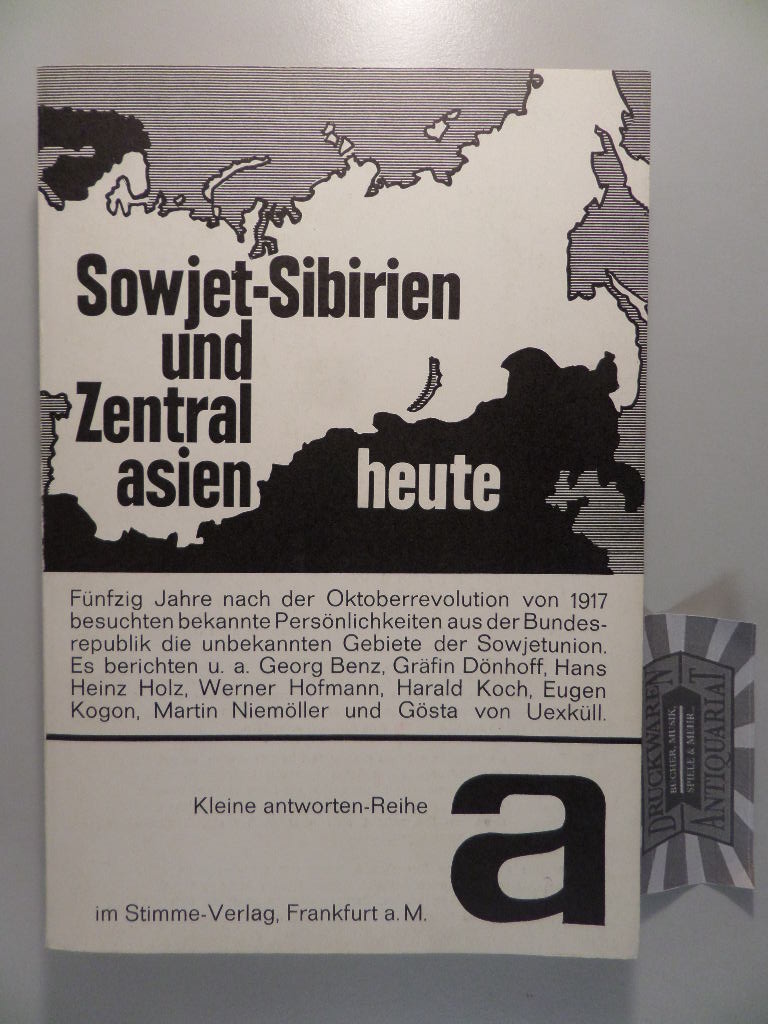 Sowjet-Sibirien
und
Zentral
asien heute
Fünfzig Jahre nach der Oktoberrevolution von 1917
besuchten bekannte Persönlichkeiten aus der Bundes-
republik die unbekannten Gebiete der Sowjetunion.
Es berichten u. a. Georg Benz, Gräfin Dönhoff, Hans
Heinz Holz, Werner Hofmann, Harald Koch, Eugen
Kogon, Martin Niemöller und Gösta von Uexküll.
Kleine antworten-Reihe
a
im Stimme-Verlag, Frankfurt a. M.
DRUCKWAREN
BÜCHER, MUSIK,
SPIELE & MEHR..
ANTIQUARIAT